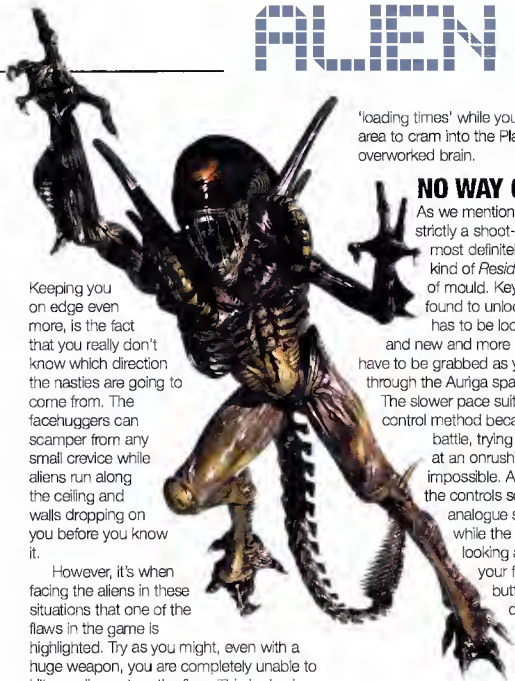 ALIEN
Keeping you
on edge even
more, is the fact
that you really don't
know which direction
the nasties are going to
come from. The
facehuggers can
scamper from any
small crevice while
aliens run along
the ceiling and
walls dropping on
you before you know
it.
However, it's when
facing the aliens in these
situations that one of the
flaws in the game is
highlighted. Try as you might, even with a
huge weapon, you are completely unable to
'loading times' while you
area to cram into the
overworked brain.
NO WAY
As we mention
strictly a shoot-
most definitel
kind of Resid
of mould. Key
found to unloc
has to be loc
and new and more
have to be grabbed as y
through the Auriga spa
The slower pace suit
control method beca
battle, trying
at an onrush
impossible. A
the controls se
analogue s
while the
looking a
your f
butt